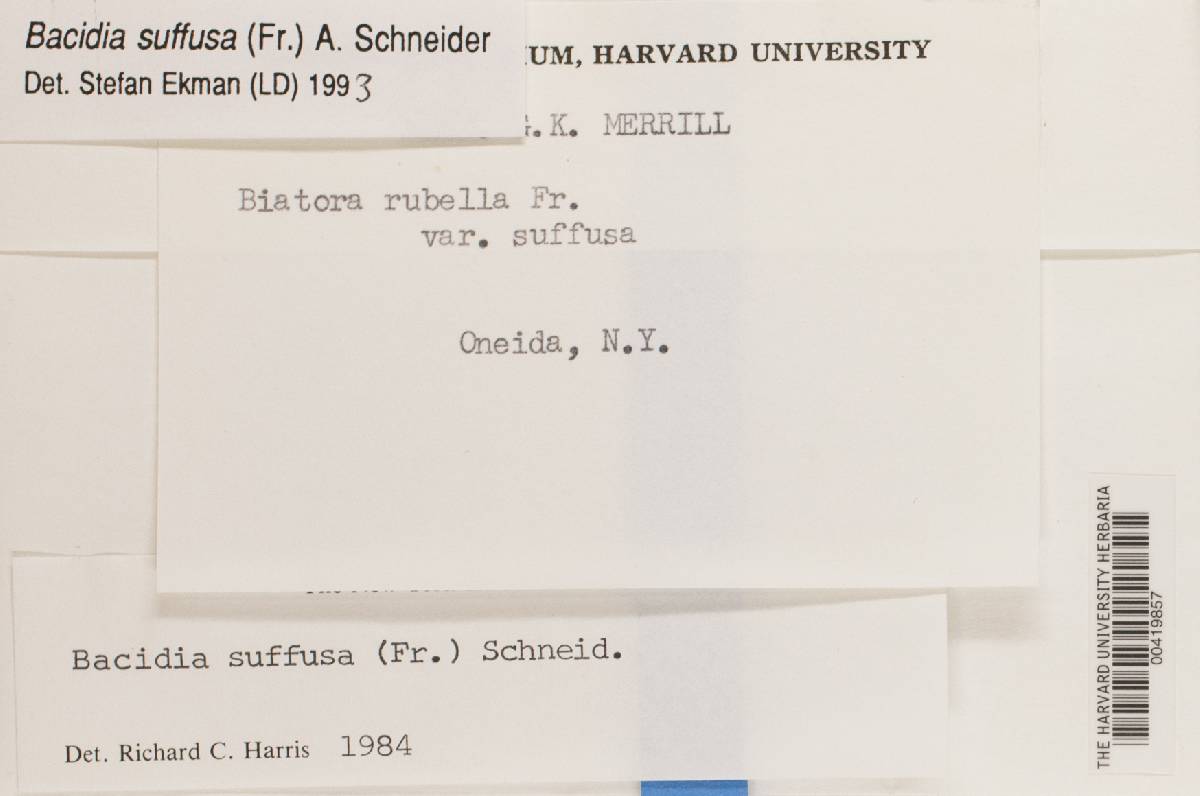 Bacidia suffusa (Fr.) A. Schneider
Det. Stefan Ekman (LD) 1993
UM, HARVARD UNIVERSITY
G.K. MERRILL
Biatora rubella Fr.
var. suffusa
Oneida, N.Y.
Bacidia suffusa (Fr.) Schneid.
Det. Richard C. Harris 1984
THE HARVARD UNIVERSITY HERBARIA
00419857